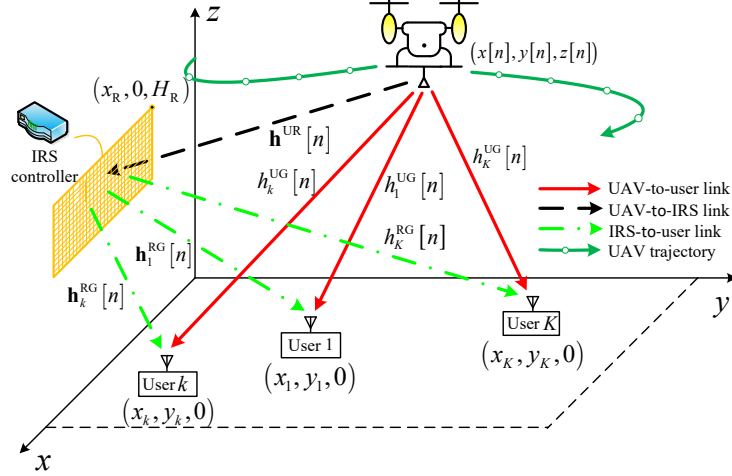 z
(x[n], y[n], z[n])
(x_R, 0, H_R)
IRS
controller
𝐡^UR[n]
h_k^UG[n]
h_1^UG[n]
h_K^UG[n]
UAV-to-user link
UAV-to-IRS link
IRS-to-user link
UAV trajectory
𝐡_1^RG[n]
h_K^RG[n]
𝐡_k^RG[n]
y
User K
User 1
User k
(x_K, y_K, 0)
(x_1, y_1, 0)
(x_k, y_k, 0)
x